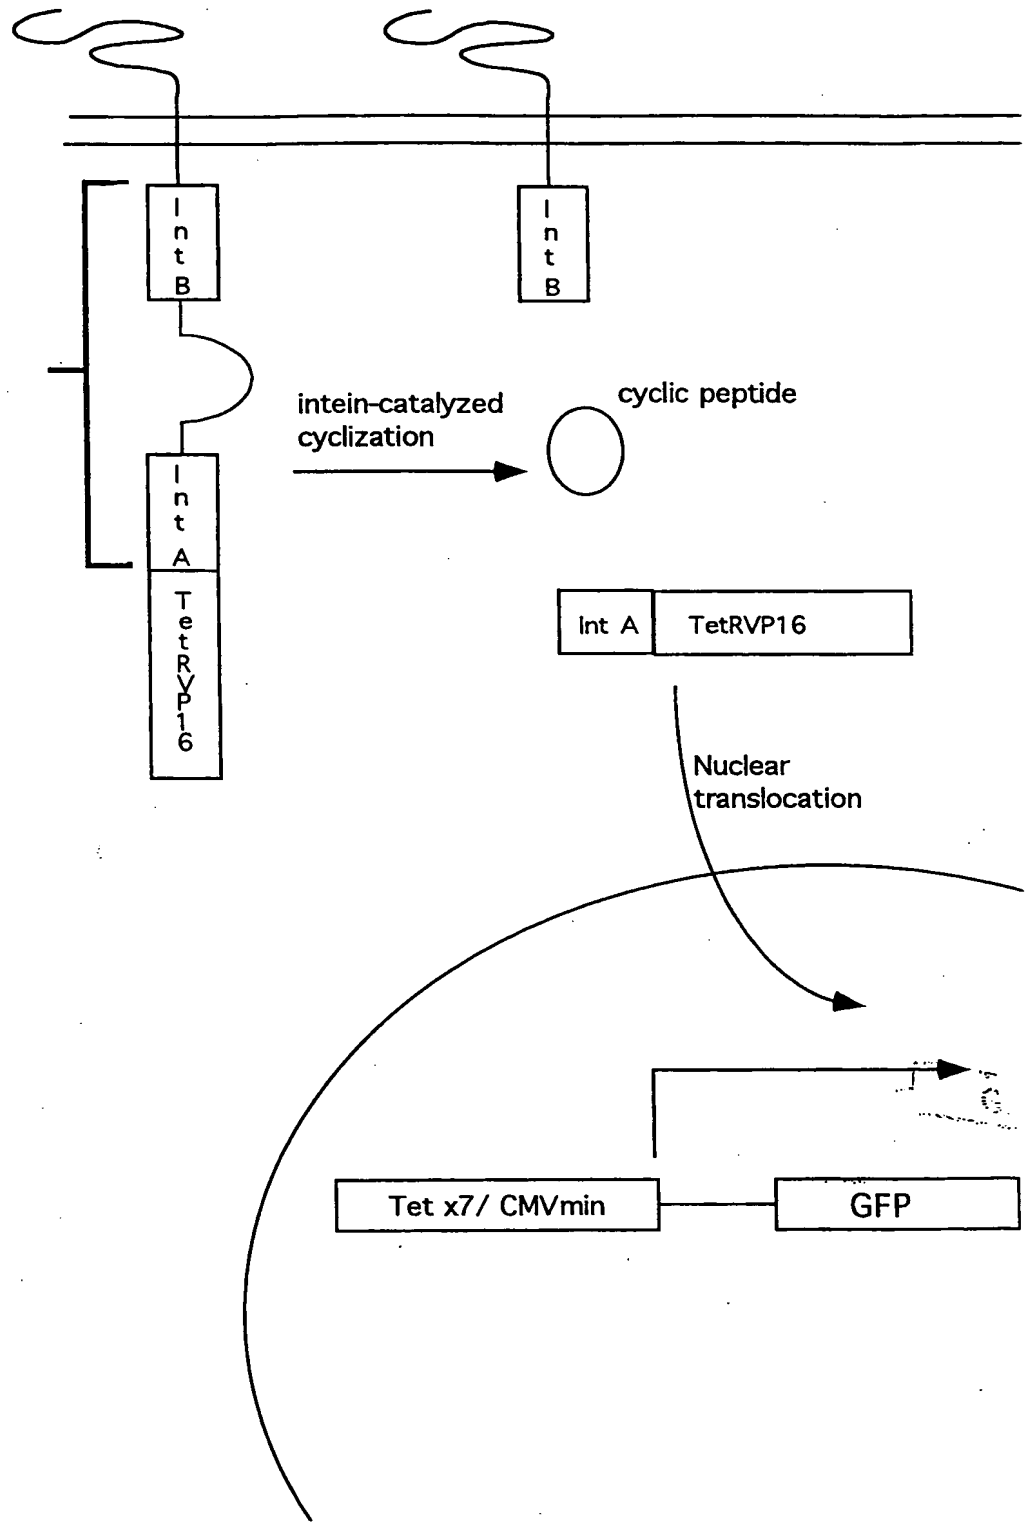 Int B
Int B
intein-catalyzed
cyclization
cyclic peptide
Int A
TetRVP16
Int A
TetRVP16
Nuclear
translocation
Tet x7/ CMVmin
GFP